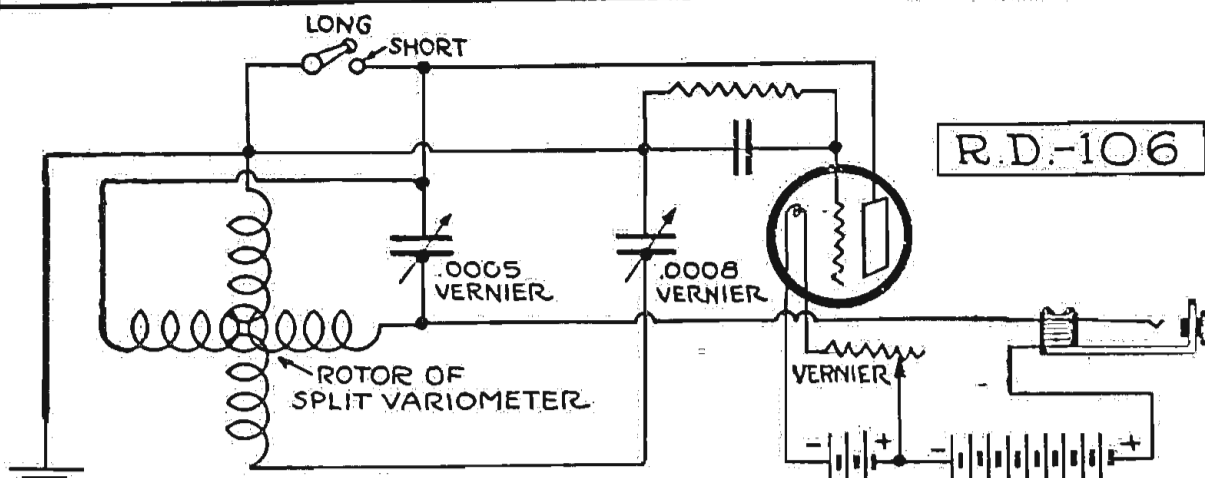 LONG
SHORT
R.D.-106
.0005
VERNIER
.0008
VERNIER
ROTOR OF
SPLIT VARIOMETER
VERNIER
- + - +